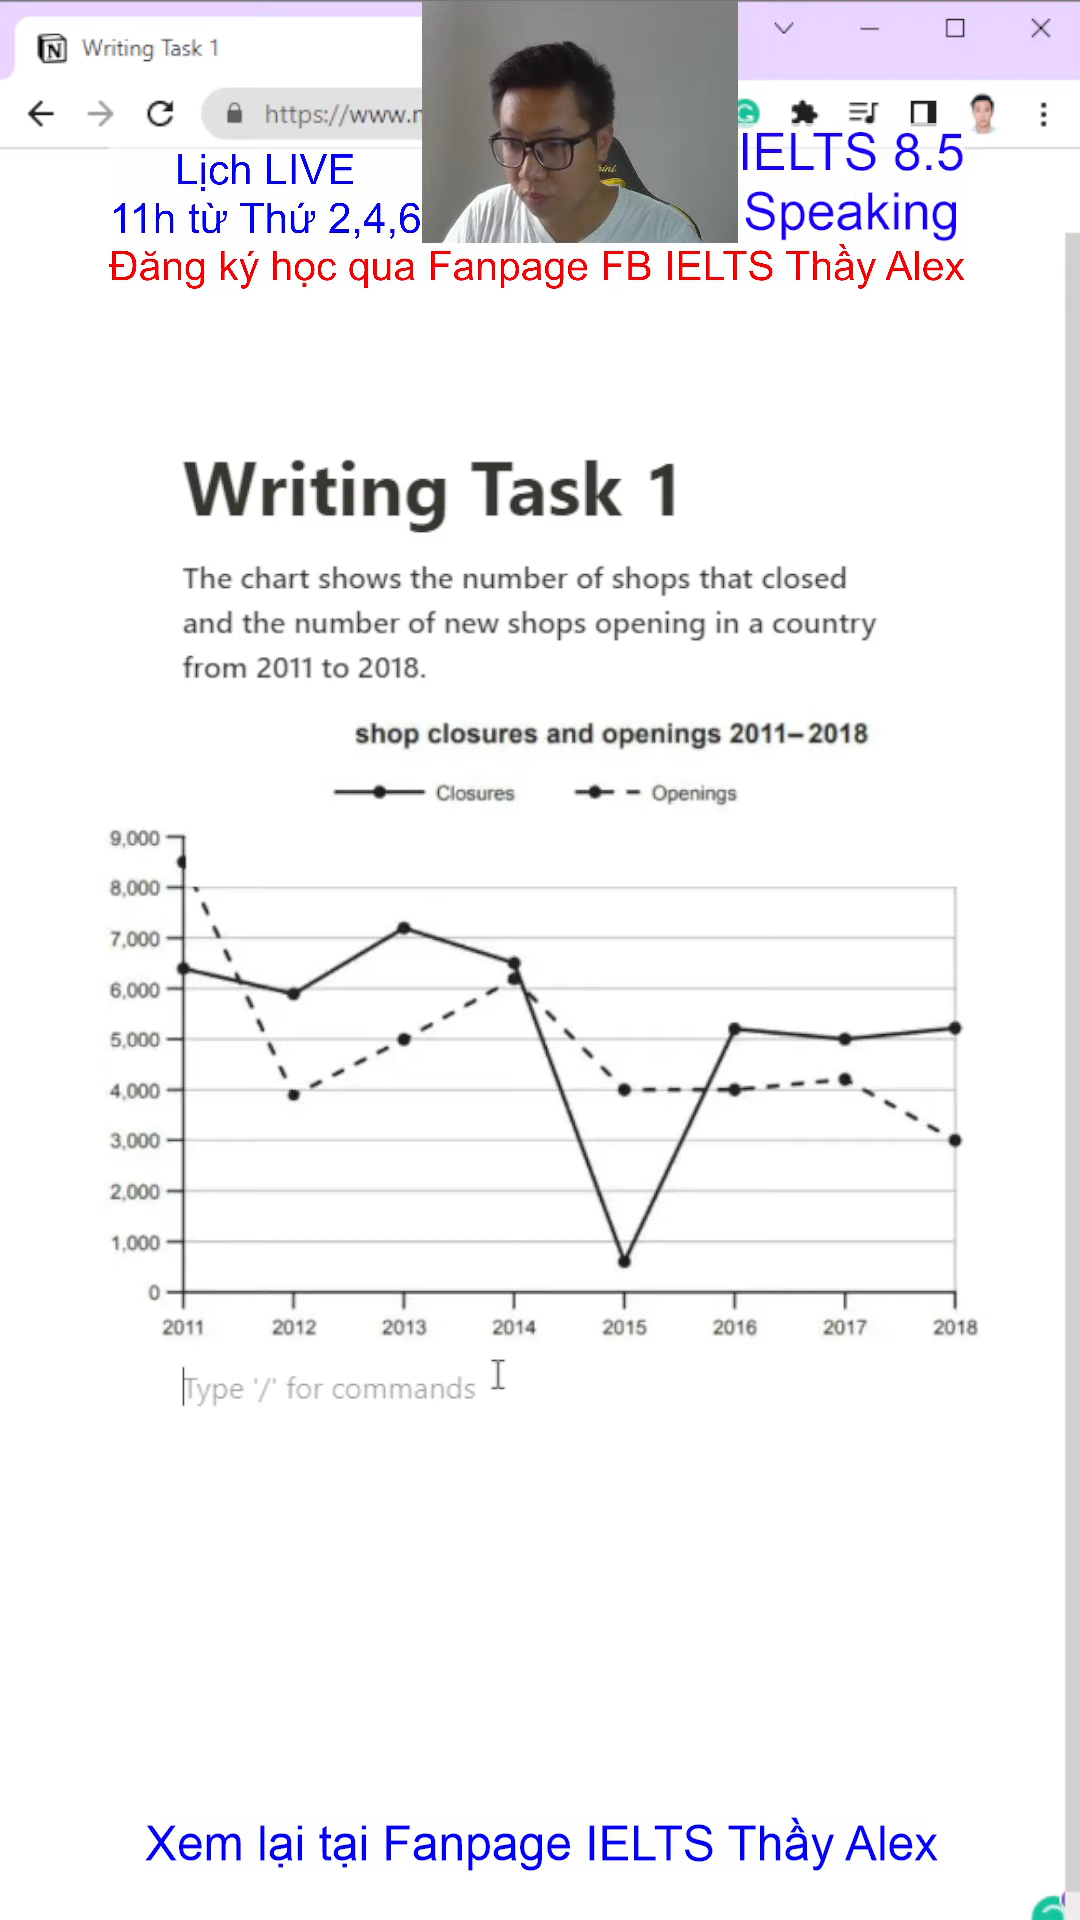 Writing Task 1
https://www.
Lịch LIVE
11h từ Thứ 2,4,6
IELTS 8.5
Speaking
Đăng ký học qua Fanpage FB IELTS Thầy Alex
Writing Task 1
The chart shows the number of shops that closed
and the number of new shops opening in a country
from 2011 to 2018.
shop closures and openings 2011–2018
Closures
Openings
9,000
8,000
7,000
6,000
5,000
4,000
3,000
2,000
1,000
0
2011 2012 2013 2014 2015 2016 2017 2018
Type '/' for commands
Xem lại tại Fanpage IELTS Thầy Alex